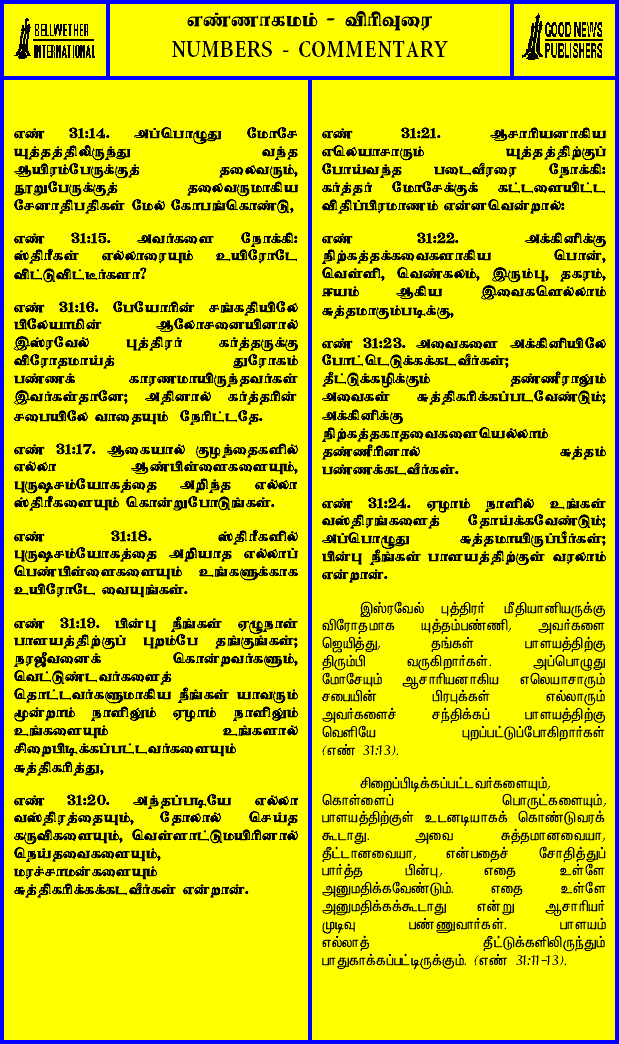 BELLWETHER
INTERNATIONAL
எண்ணாகமம் - விரிவுரை
NUMBERS - COMMENTARY
GOOD NEWS
PUBLISHERS
எண் 31:14. அப்பொழுது மோசே
யுத்தத்திலிருந்து வந்த
ஆயிரம்பேருக்குத் தலைவரும்,
நூறுபேருக்குத் தலைவருமாகிய
சேனாதிபதிகள் மேல் கோபங்கொண்டு,
எண் 31:15. அவர்களை நோக்கி:
ஸ்திரீகள் எல்லாரையும் உயிரோடே
விட்டுவிட்டீர்களா?
எண் 31:16. பேயோரின் சங்கதியிலே
பிலேயாமின் ஆலோசனையினால்
இஸ்ரவேல் புத்திரர் கர்த்தருக்கு
விரோதமாய்த் துரோகம்
பண்ணக் காரணமாயிருந்தவர்கள்
இவர்கள்தானே; அதினால் கர்த்தரின்
சபையிலே வாதையும் நேரிட்டதே.
எண் 31:17. ஆகையால் குழந்தைகளில்
எல்லா ஆண்பிள்ளைகளையும்,
புருஷசம்யோகத்தை அறிந்த எல்லா
ஸ்திரீகளையும் கொன்றுபோடுங்கள்.
எண் 31:18. ஸ்திரீகளில்
புருஷசம்யோகத்தை அறியாத எல்லாப்
பெண்பிள்ளைகளையும் உங்களுக்காக
உயிரோடே வையுங்கள்.
எண் 31:19. பின்பு நீங்கள் ஏழுநாள்
பாளயத்திற்குப் புறம்பே தங்குங்கள்;
நரஜீவனைக் கொன்றவர்களும்,
வெட்டுண்டவர்களைத்
தொட்டவர்களுமாகிய நீங்கள் யாவரும்
மூன்றாம் நாளிலும் ஏழாம் நாளிலும்
உங்களையும் உங்களால்
சிறைபிடிக்கப்பட்டவர்களையும்
சுத்திகரித்து,
எண் 31:20. அந்தப்படியே எல்லா
வஸ்திரத்தையும், தோலால் செய்த
கருவிகளையும், வெள்ளாட்டுமயிரினால்
நெய்தவைகளையும்,
மரச்சாமன்களையும்
சுத்திகரிக்கக்கடவீர்கள் என்றான்.
எண் 31:21. ஆசாரியனாகிய
எலெயாசாரும் யுத்தத்திற்குப்
போய்வந்த படைவீரரை நோக்கி:
கர்த்தர் மோசேக்குக் கட்டளையிட்ட
விதிப்பிரமாணம் என்னவென்றால்:
எண் 31:22. அக்கினிக்கு
நிற்கத்தக்கவைகளாகிய பொன்,
வெள்ளி, வெண்கலம், இரும்பு, தகரம்,
ஈயம் ஆகிய இவைகளெல்லாம்
சுத்தமாகும்படிக்கு,
எண் 31:23. அவைகளை அக்கினியிலே
போட்டெடுக்கக்கடவீர்கள்;
தீட்டுக்கழிக்கும் தண்ணீராலும்
அவைகள் சுத்திகரிக்கப்படவேண்டும்;
அக்கினிக்கு
நிற்கத்தகாதவைகளையெல்லாம்
தண்ணீரினால் சுத்தம்
பண்ணக்கடவீர்கள்.
எண் 31:24. ஏழாம் நாளில் உங்கள்
வஸ்திரங்களைத் தோய்க்கவேண்டும்;
அப்பொழுது சுத்தமாயிருப்பீர்கள்;
பின்பு நீங்கள் பாளயத்திற்குள் வரலாம்
என்றான்.
இஸ்ரவேல் புத்திரர் மீதியானியருக்கு
விரோதமாக யுத்தம்பண்ணி, அவர்களை
ஜெயித்து, தங்கள் பாளயத்திற்கு
திரும்பி வருகிறார்கள். அப்பொழுது
மோசேயும் ஆசாரியனாகிய எலெயாசாரும்
சபையின் பிரபுக்கள் எல்லாரும்
அவர்களைச் சந்திக்கப் பாளயத்திற்கு
வெளியே புறப்பட்டுப்போகிறார்கள்
(எண் 31:13).
சிறைப்பிடிக்கப்பட்டவர்களையும்,
கொள்ளைப் பொருட்களையும்,
பாளயத்திற்குள் உடனடியாகக் கொண்டுவரக்
கூடாது. அவை சுத்தமானவையா,
தீட்டானவையா, என்பதைச் சோதித்துப்
பார்த்த பின்பு, எதை உள்ளே
அனுமதிக்கவேண்டும். எதை உள்ளே
அனுமதிக்கக்கூடாது என்று ஆசாரியர்
முடிவு பண்ணுவார்கள். பாளயம்
எல்லாத் தீட்டுக்களிலிருந்தும்
பாதுகாக்கப்பட்டிருக்கும். (எண் 31:11-13).